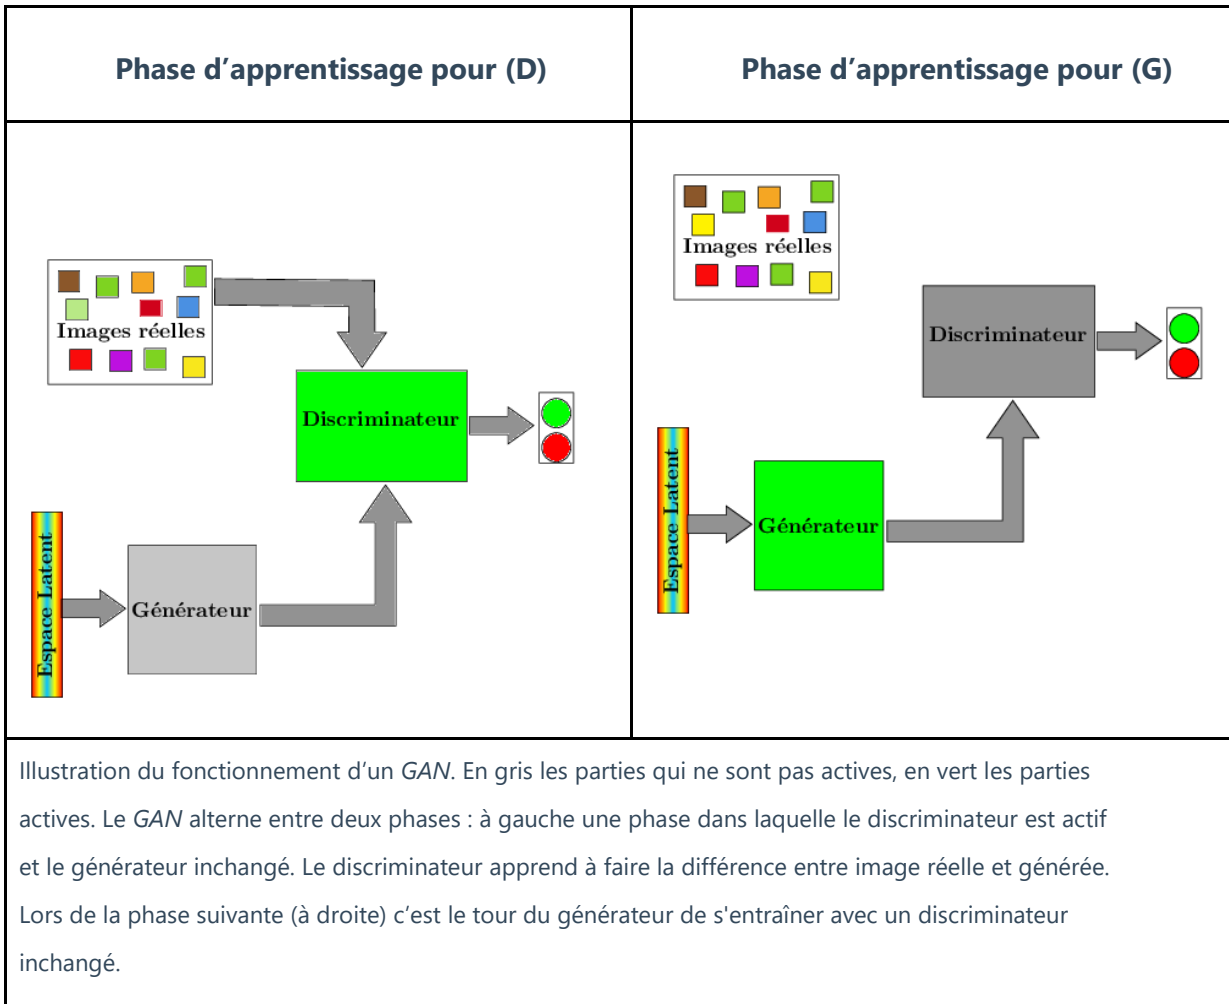 Phase d’apprentissage pour (D)
Phase d’apprentissage pour (G)
Images réelles
Discriminateur
Espace Latent
Générateur
Images réelles
Discriminateur
Espace Latent
Générateur
Illustration du fonctionnement d’un GAN. En gris les parties qui ne sont pas actives, en vert les parties
actives. Le GAN alterne entre deux phases : à gauche une phase dans laquelle le discriminateur est actif
et le générateur inchangé. Le discriminateur apprend à faire la différence entre image réelle et générée.
Lors de la phase suivante (à droite) c’est le tour du générateur de s'entraîner avec un discriminateur
inchangé.